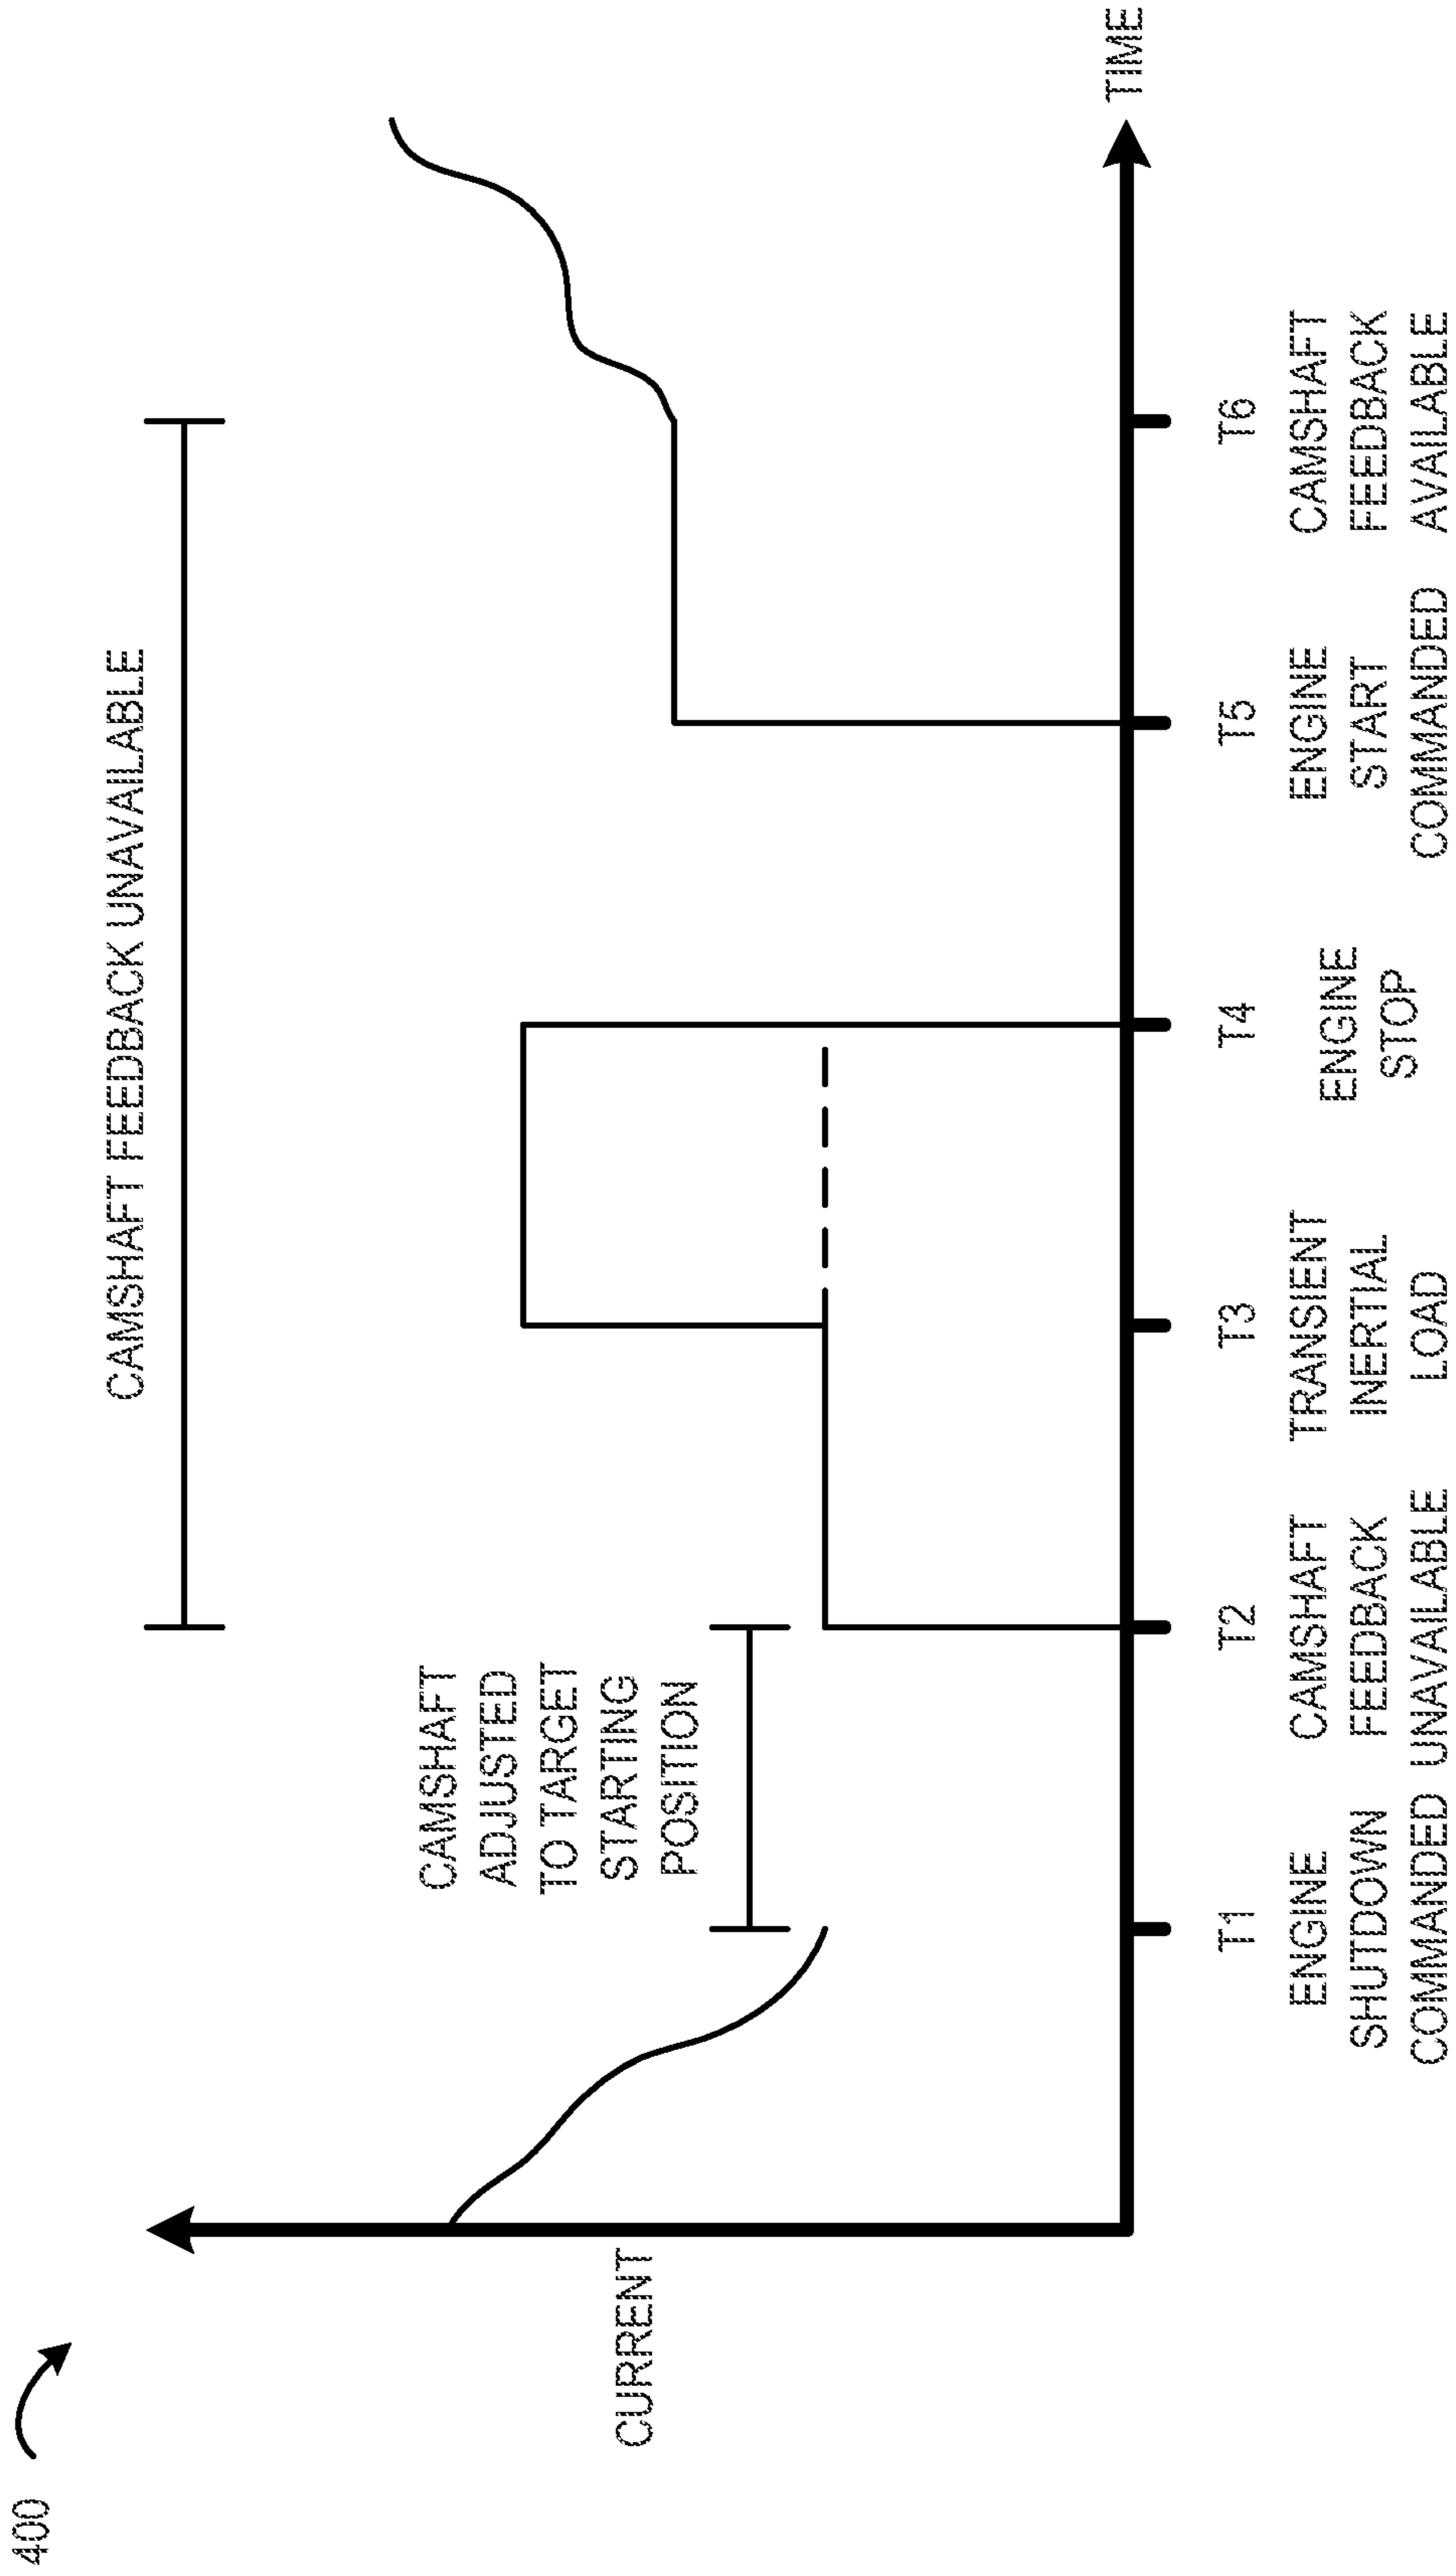 400
CAMSHAFT FEEDBACK UNAVAILABLE
CAMSHAFT
ADJUSTED
TO TARGET
STARTING
POSITION
CURRENT
TIME
T1
ENGINE
SHUTDOWN
COMMANDED
T2
CAMSHAFT
FEEDBACK
UNAVAILABLE
T3
TRANSIENT
INERTIAL
LOAD
T4
ENGINE
STOP
T5
ENGINE
START
COMMANDED
T6
CAMSHAFT
FEEDBACK
AVAILABLE